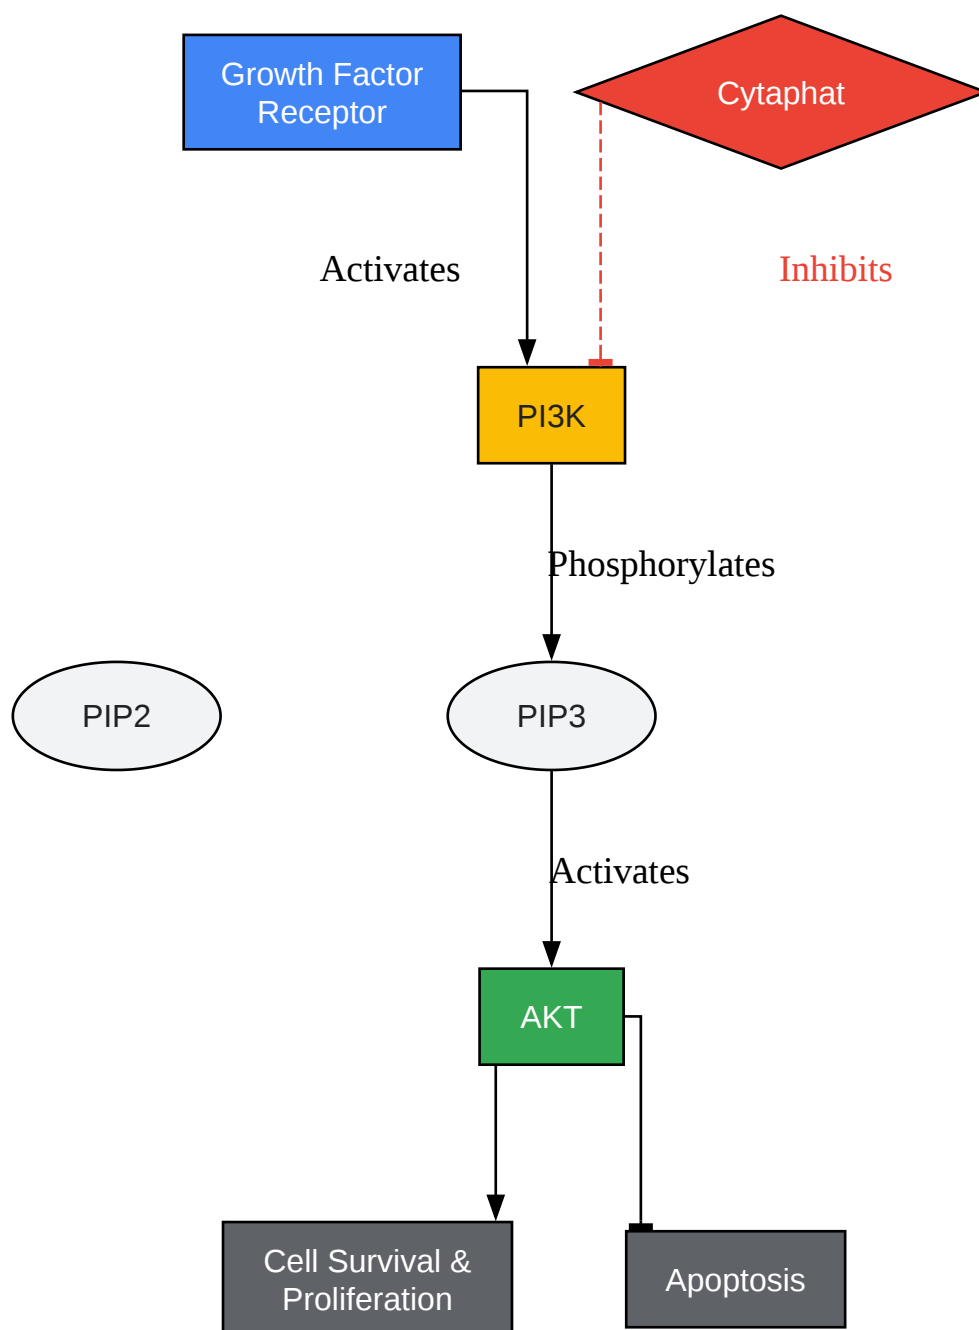 Growth Factor
Receptor
Cytaphat
Activates
Inhibits
PI3K
Phosphorylates
PIP2
PIP3
Activates
AKT
Cell Survival &
Proliferation
Apoptosis